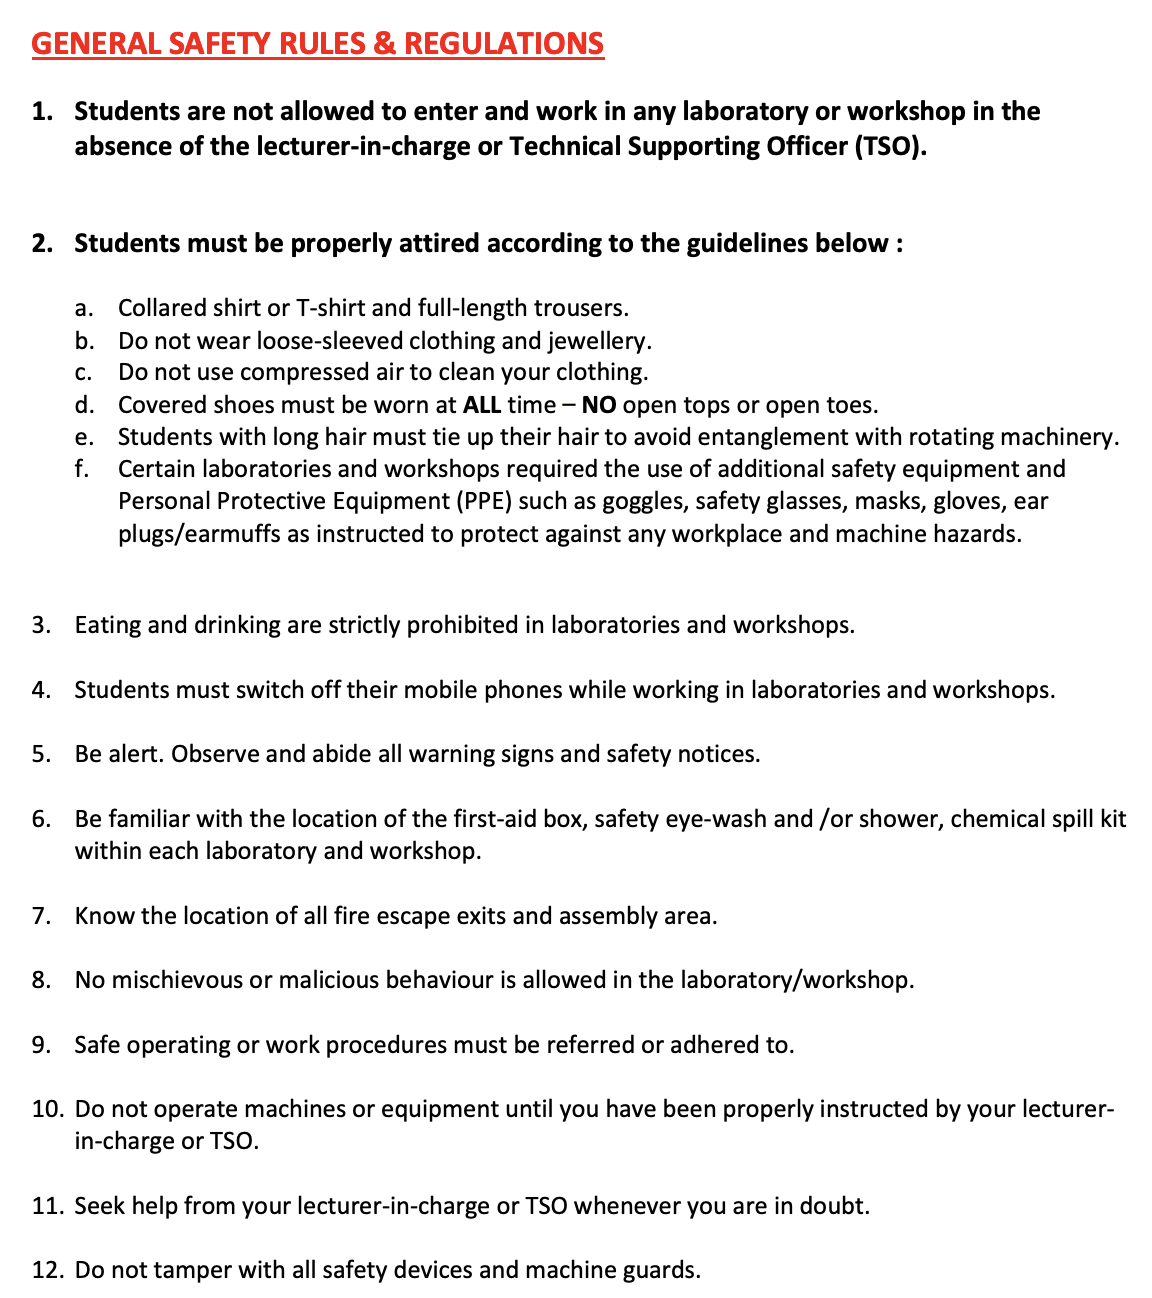 GENERAL SAFETY RULES & REGULATIONS
1. Students are not allowed to enter and work in any laboratory or workshop in the
absence of the lecturer-in-charge or Technical Supporting Officer (TSO).
2. Students must be properly attired according to the guidelines below :
a. Collared shirt or T-shirt and full-length trousers.
b. Do not wear loose-sleeved clothing and jewellery.
c. Do not use compressed air to clean your clothing.
d. Covered shoes must be worn at ALL time – NO open tops or open toes.
e. Students with long hair must tie up their hair to avoid entanglement with rotating machinery.
f. Certain laboratories and workshops required the use of additional safety equipment and
Personal Protective Equipment (PPE) such as goggles, safety glasses, masks, gloves, ear
plugs/earmuffs as instructed to protect against any workplace and machine hazards.
3. Eating and drinking are strictly prohibited in laboratories and workshops.
4. Students must switch off their mobile phones while working in laboratories and workshops.
5. Be alert. Observe and abide all warning signs and safety notices.
6. Be familiar with the location of the first-aid box, safety eye-wash and /or shower, chemical spill kit
within each laboratory and workshop.
7. Know the location of all fire escape exits and assembly area.
8. No mischievous or malicious behaviour is allowed in the laboratory/workshop.
9. Safe operating or work procedures must be referred or adhered to.
10. Do not operate machines or equipment until you have been properly instructed by your lecturer-
in-charge or TSO.
11. Seek help from your lecturer-in-charge or TSO whenever you are in doubt.
12. Do not tamper with all safety devices and machine guards.